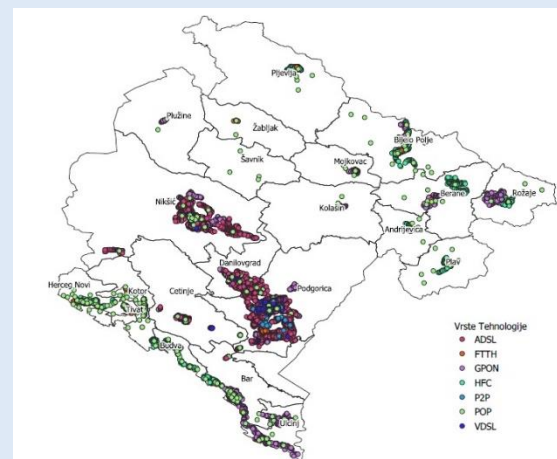 Pljevlja
Plužine
Žabljak
Bijelo Polje
Šavnik
Mojkovac
Nikšić
Kolašin
Berane
Rožaje
Andrijevica
Plav
Danilovgrad
Podgorica
Herceg Novi
Kotor
Tivat
Cetinje
Budva
Bar
Ulcinj
Vrste Tehnologije
ADSL
FTTH
GPON
HFC
P2P
POP
VDSL